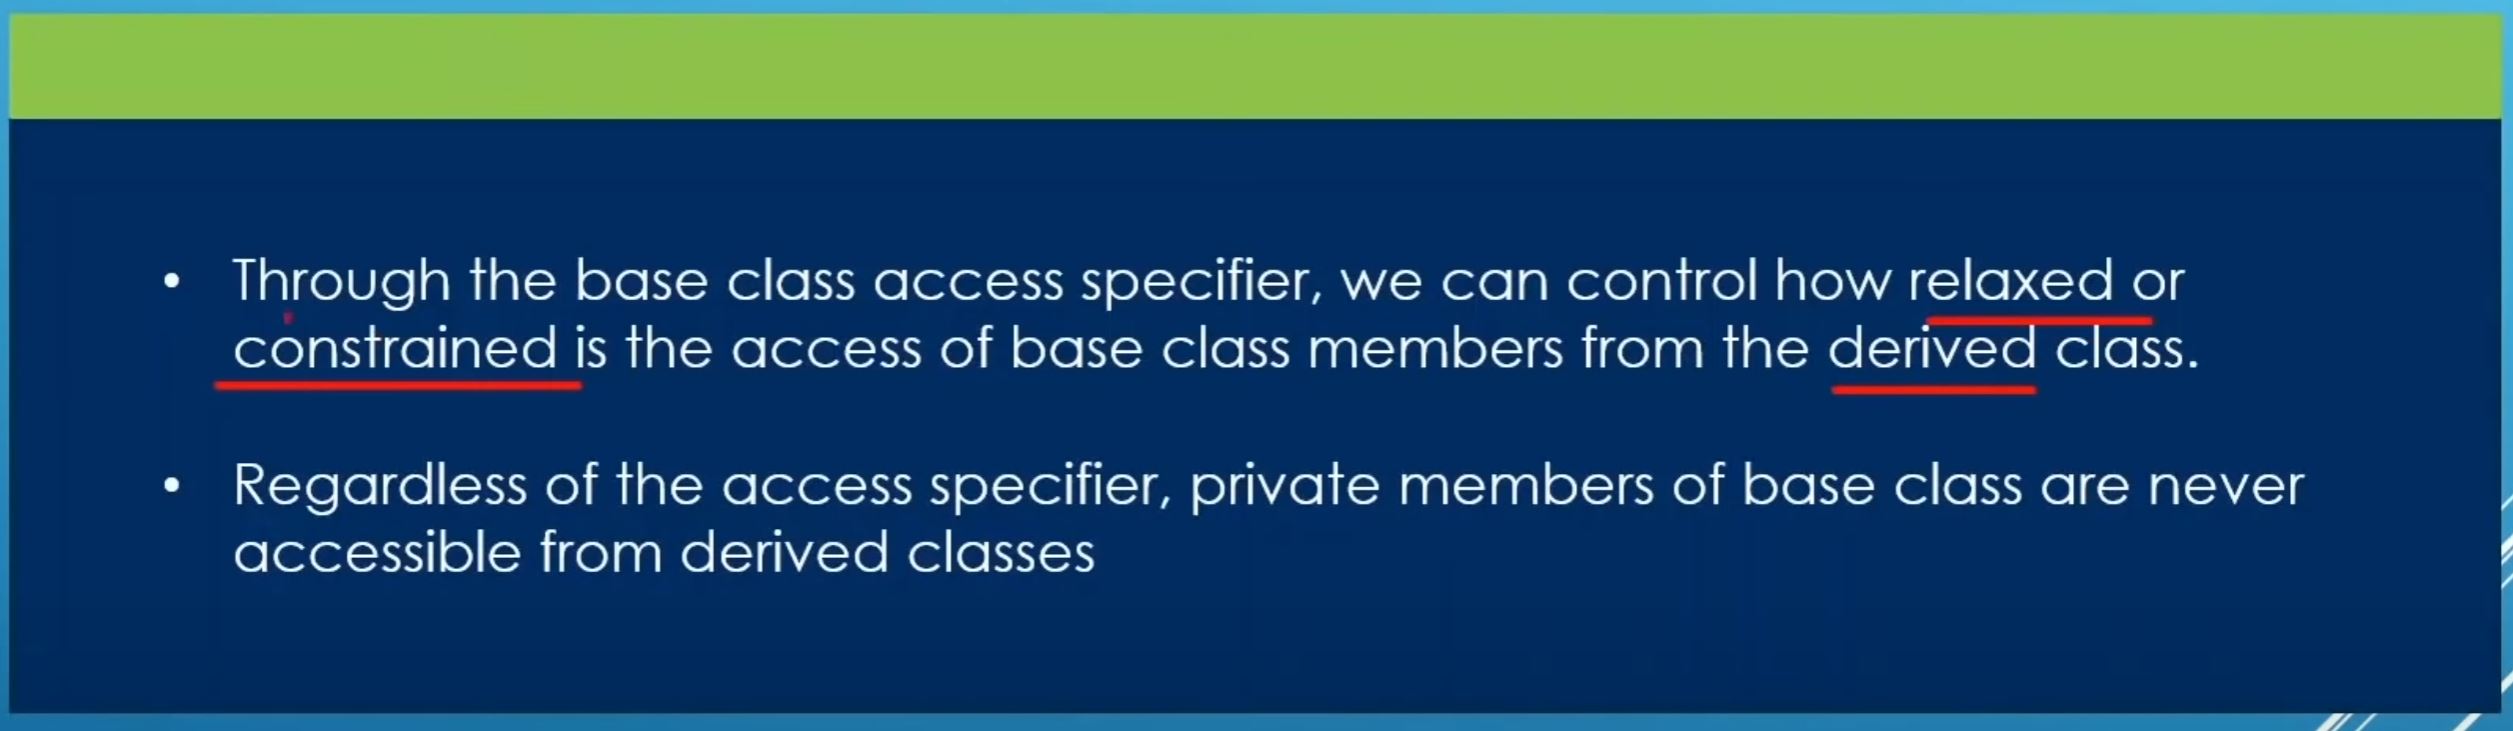 • Through the base class access specifier, we can control how relaxed or
constrained is the access of base class members from the derived class.
• Regardless of the access specifier, private members of base class are never
accessible from derived classes